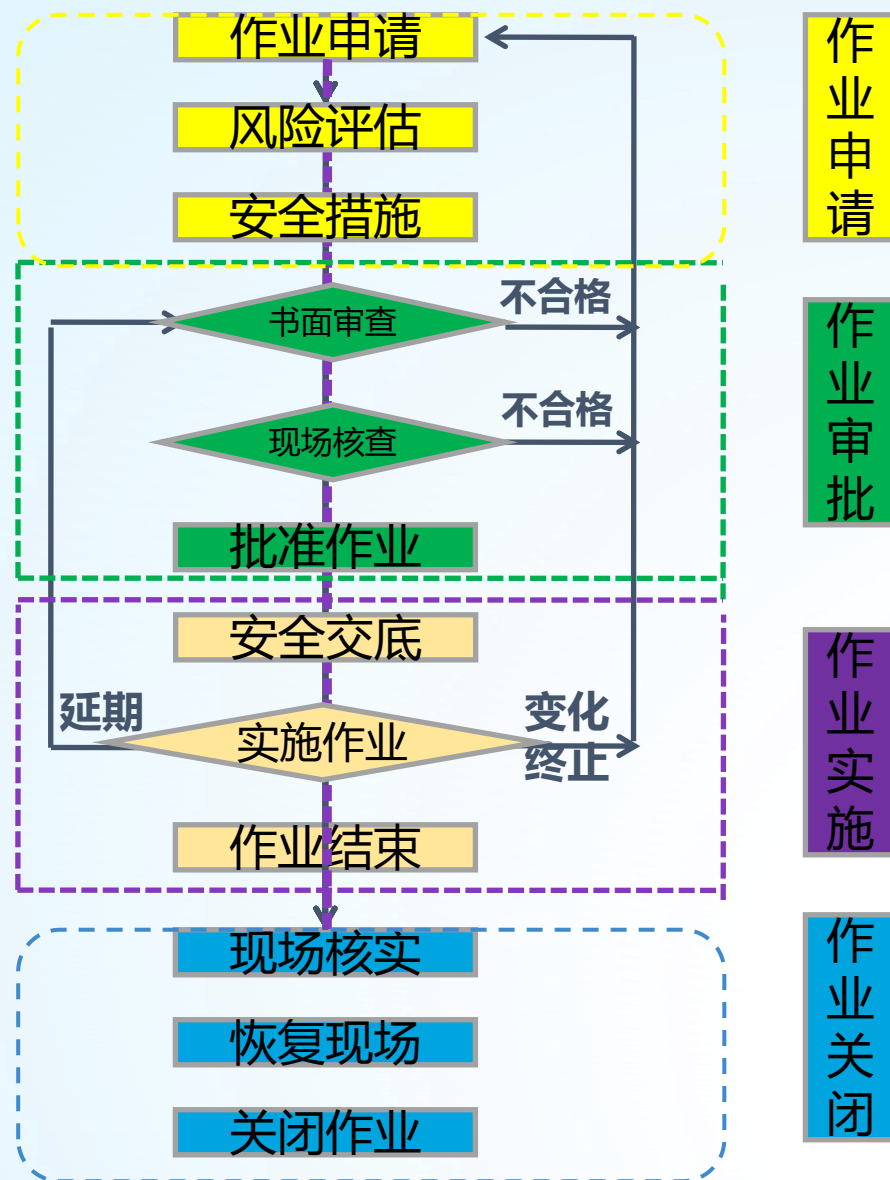 作业申请
风险评估
安全措施
书面审查
不合格
现场核查
不合格
批准作业
安全交底
延期
实施作业
变化
终止
作业结束
现场核实
恢复现场
关闭作业
作业申请
作业审批
作业实施
作业关闭